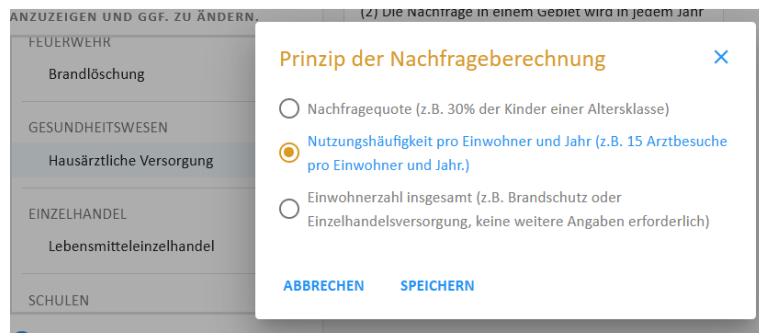 ANZUZEIGEN UND GGF. ZU ÄNDERN.
(2) Die Nachfrage in einem Gebiet wird in jedem Jahr
FEUERWEHR
Brandlöschung
GESUNDHEITSWESEN
Hausärztliche Versorgung
EINZELHANDEL
Lebensmitteleinzelhandel
SCHULEN
Prinzip der Nachfrageberechnung
Nachfragequote (z.B. 30% der Kinder einer Altersklasse)
Nutzungshäufigkeit pro Einwohner und Jahr (z.B. 15 Arztbesuche
pro Einwohner und Jahr.)
Einwohnerzahl insgesamt (z.B. Brandschutz oder
Einzelhandelsversorgung, keine weitere Angaben erforderlich)
ABBRECHEN SPEICHERN